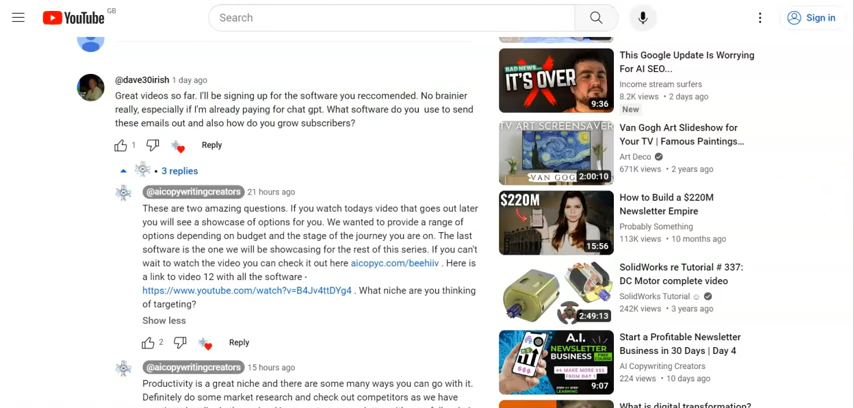 YouTube GB
Search
Sign in
@dave30irish 1 day ago
Great videos so far. I'll be signing up for the software you reccomended. No brainier
really, especially if I'm already paying for chat gpt. What software do you use to send
these emails out and also how do you grow subscribers?
1 Reply
3 replies
@aicopywritingcreators 21 hours ago
These are two amazing questions. If you watch todays video that goes out later
you will see a showcase of options for you. We wanted to provide a range of
options depending on budget and the stage of the journey you are on. The last
software is the one we will be showcasing for the rest of this series. If you can't
wait to watch the video you can check it out here aicopyc.com/beehiiv . Here is
a link to video 12 with all the software -
https://www.youtube.com/watch?v=B4Jv4ttDYg4 . What niche are you thinking
of targeting?
Show less
2 Reply
@aicopywritingcreators 15 hours ago
Productivity is a great niche and there are some many ways you can go with it.
Definitely do some market research and check out competitors as we have
BAD NEWS...
IT'S OVER
9:36
This Google Update Is Worrying
For AI SEO...
Income stream surfers
8.2K views • 2 days ago
New
TV ART SCREENSAVER
VAN GOG
2:00:10
Van Gogh Art Slideshow for
Your TV | Famous Paintings...
Art Deco
671K views • 2 years ago
$220M
15:56
How to Build a $220M
Newsletter Empire
Probably Something
113K views • 10 months ago
2:49:13
SolidWorks re Tutorial # 337:
DC Motor complete video
SolidWorks Tutorial
242K views • 3 years ago
A.I.
NEWSLETTER
BUSINESS
9:07
Start a Profitable Newsletter
Business in 30 Days | Day 4
AI Copywriting Creators
224 views • 10 days ago
What is digital transformation?